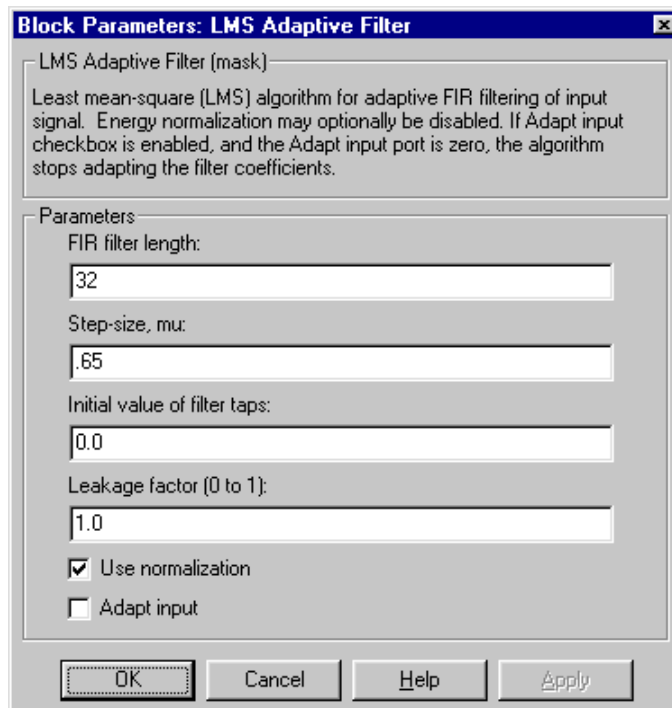 Block Parameters: LMS Adaptive Filter
LMS Adaptive Filter (mask)
Least mean-square (LMS) algorithm for adaptive FIR filtering of input
signal.  Energy normalization may optionally be disabled. If Adapt input
checkbox is enabled, and the Adapt input port is zero, the algorithm
stops adapting the filter coefficients.
Parameters
FIR filter length:
32
Step-size, mu:
.65
Initial value of filter taps:
0.0
Leakage factor (0 to 1):
1.0
Use normalization
Adapt input
OK Cancel Help Apply